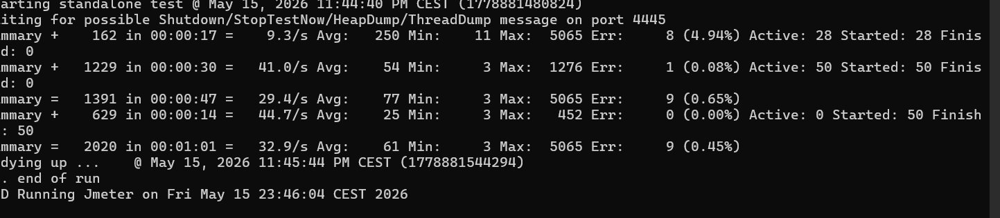 arting standalone test @ May 15, 2026 11:44:40 PM CEST (1778881480824)
iting for possible Shutdown/StopTestNow/HeapDump/ThreadDump message on port 4445
mmary +    162 in 00:00:17 =    9.3/s Avg:   250 Min:    11 Max:  5065 Err:     8 (4.94%) Active: 28 Started: 28 Finis
d: 0
mmary +   1229 in 00:00:30 =   41.0/s Avg:    54 Min:     3 Max:  1276 Err:     1 (0.08%) Active: 50 Started: 50 Finis
d: 0
mmary =   1391 in 00:00:47 =   29.4/s Avg:    77 Min:     3 Max:  5065 Err:     9 (0.65%)
mmary +    629 in 00:00:14 =   44.7/s Avg:    25 Min:     3 Max:   452 Err:     0 (0.00%) Active: 0 Started: 50 Finish
: 50
mmary =   2020 in 00:01:01 =   32.9/s Avg:    61 Min:     3 Max:  5065 Err:     9 (0.45%)
dying up ...    @ May 15, 2026 11:45:44 PM CEST (1778881544294)
. end of run
D Running Jmeter on Fri May 15 23:46:04 CEST 2026